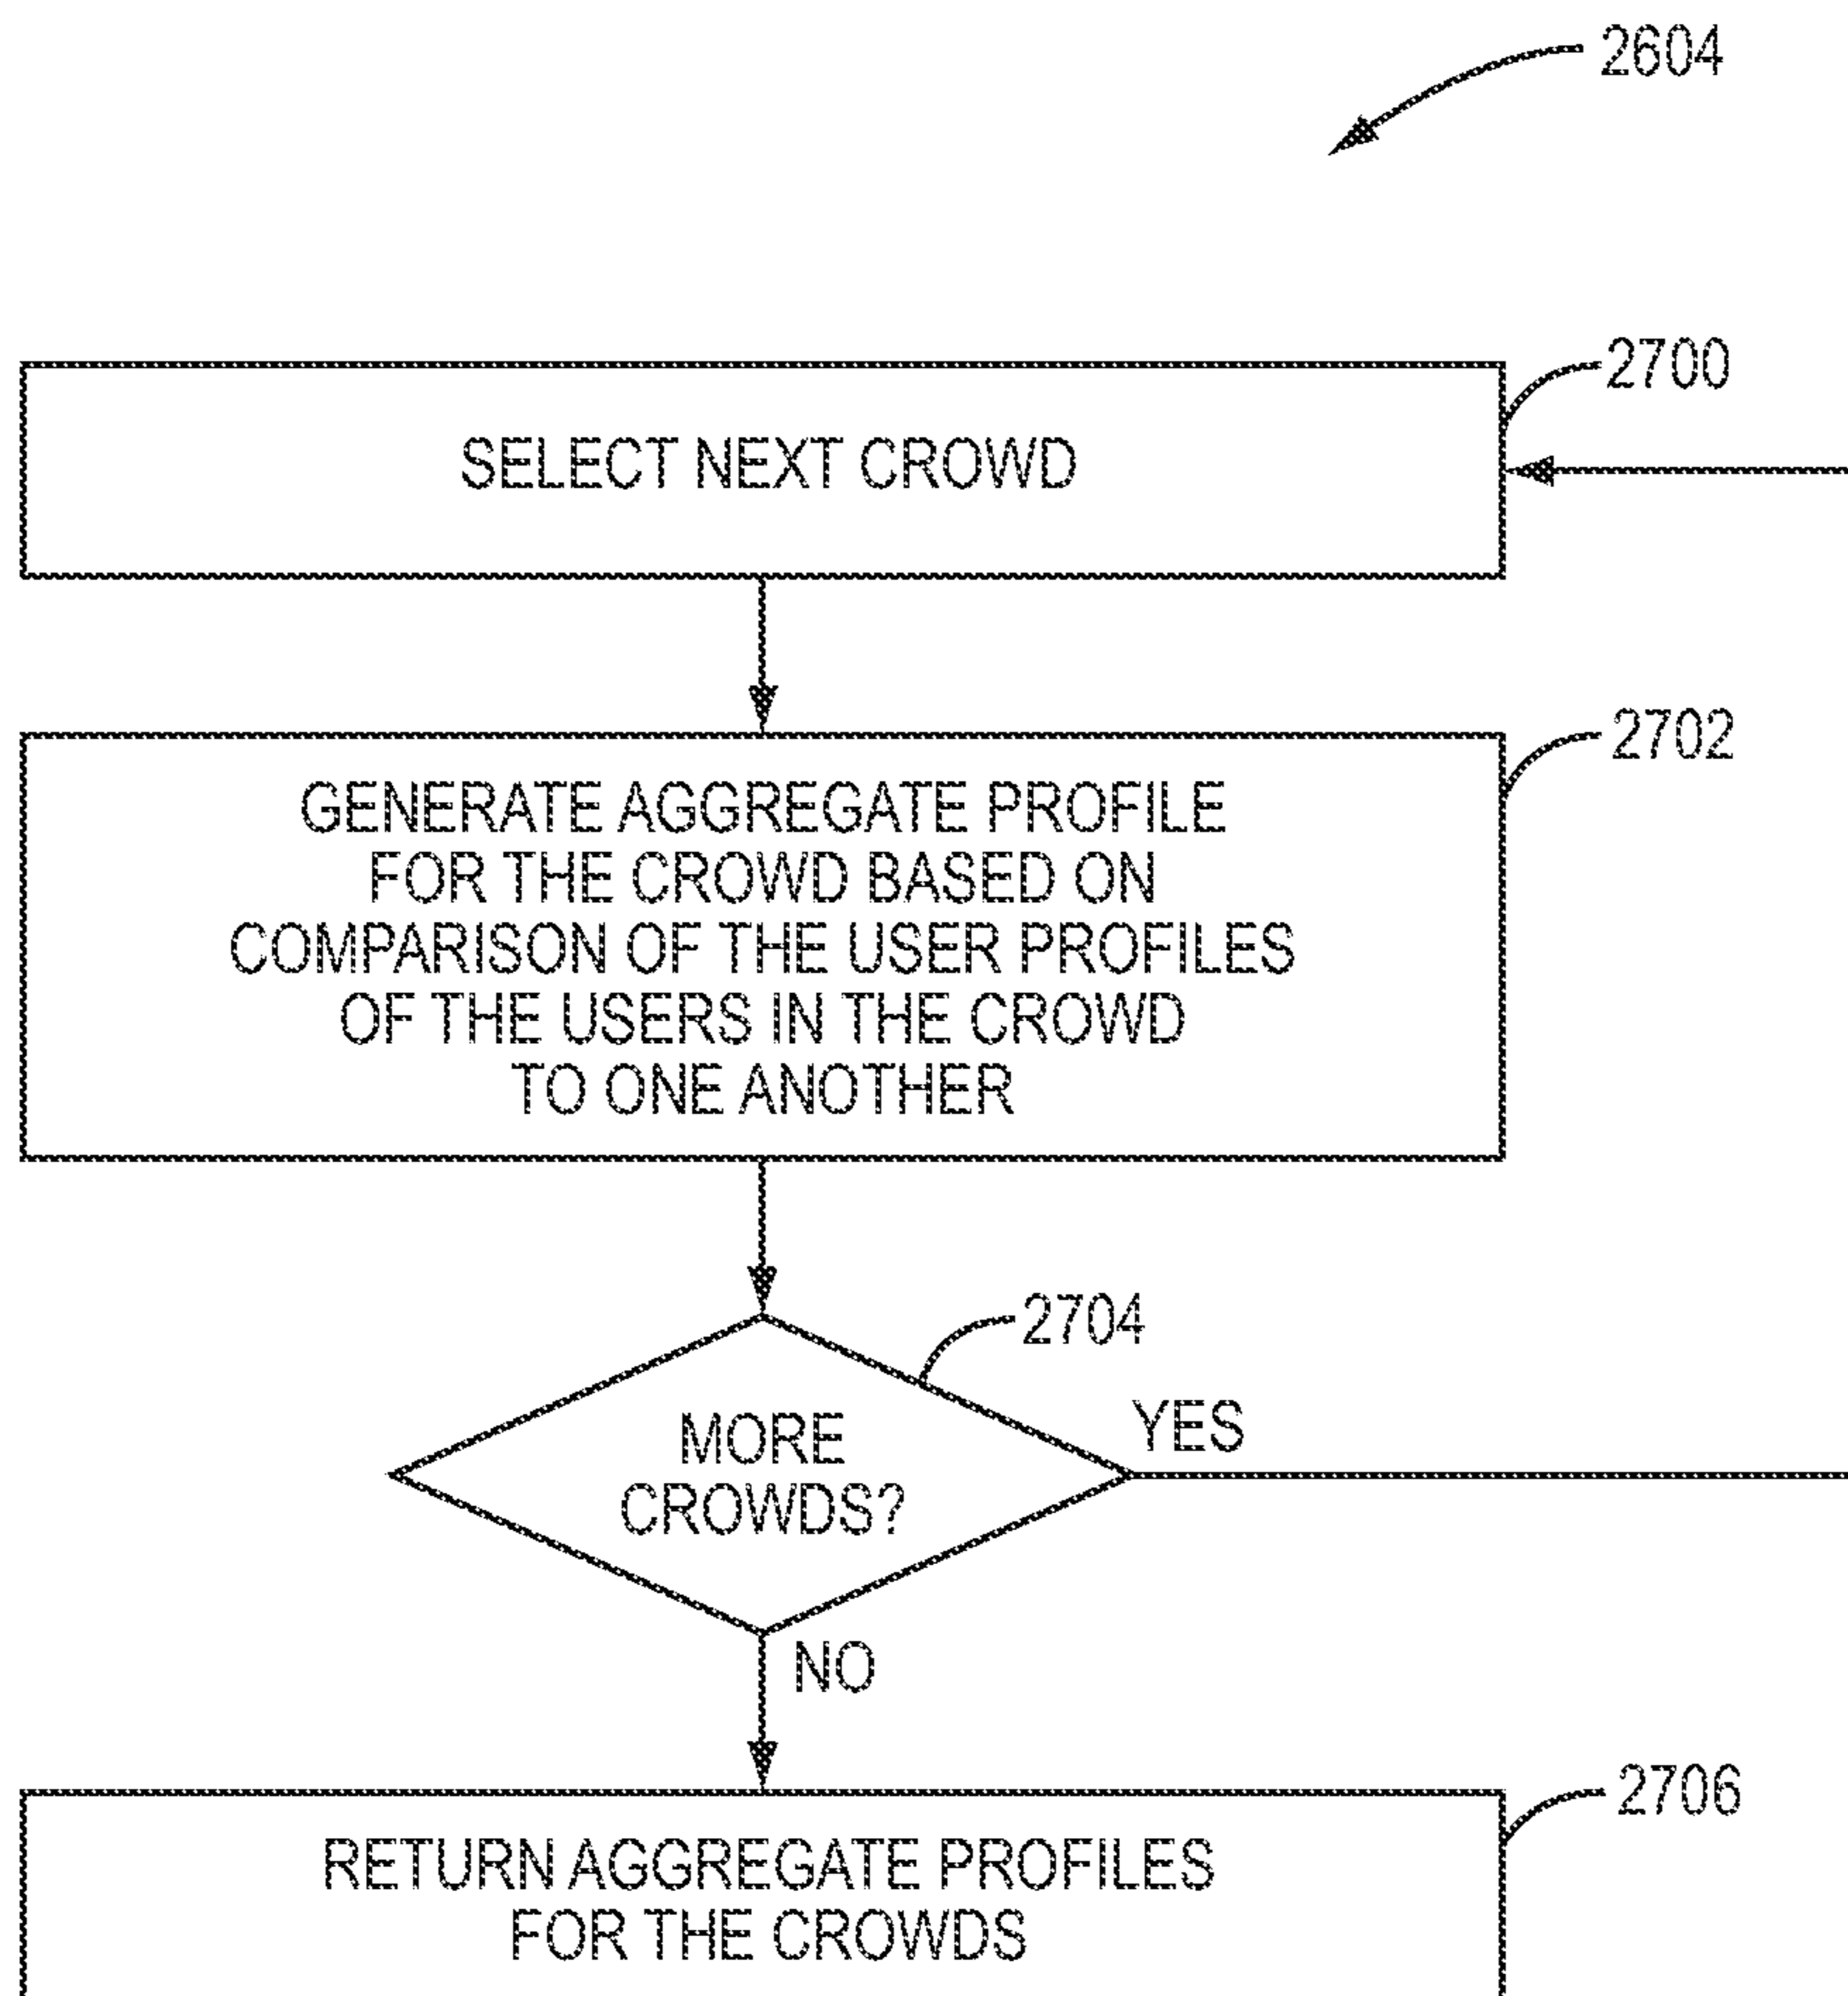 2604
2700
SELECT NEXT CROWD
2702
GENERATE AGGREGATE PROFILE
FOR THE CROWD BASED ON
COMPARISON OF THE USER PROFILES
OF THE USERS IN THE CROWD
TO ONE ANOTHER
2704
YES
MORE
CROWDS?
NO
2706
RETURN AGGREGATE PROFILES
FOR THE CROWDS